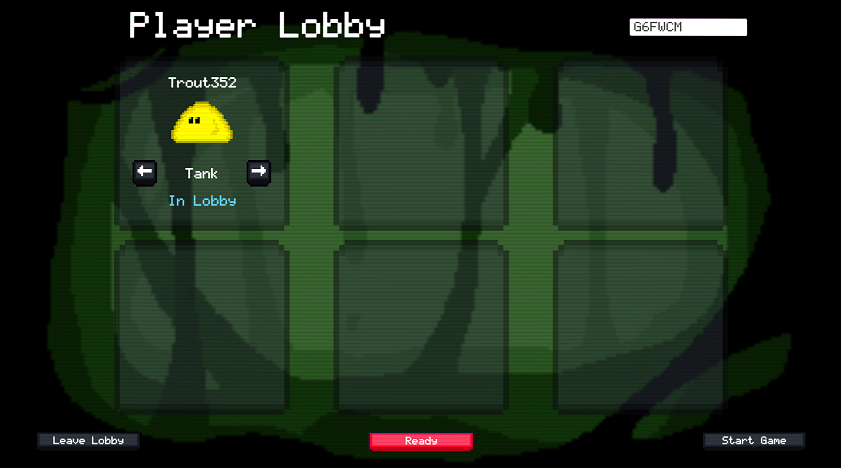 Player Lobby
G6FWCM
Trout352
Tank
In Lobby
Leave Lobby
Ready
Start Game